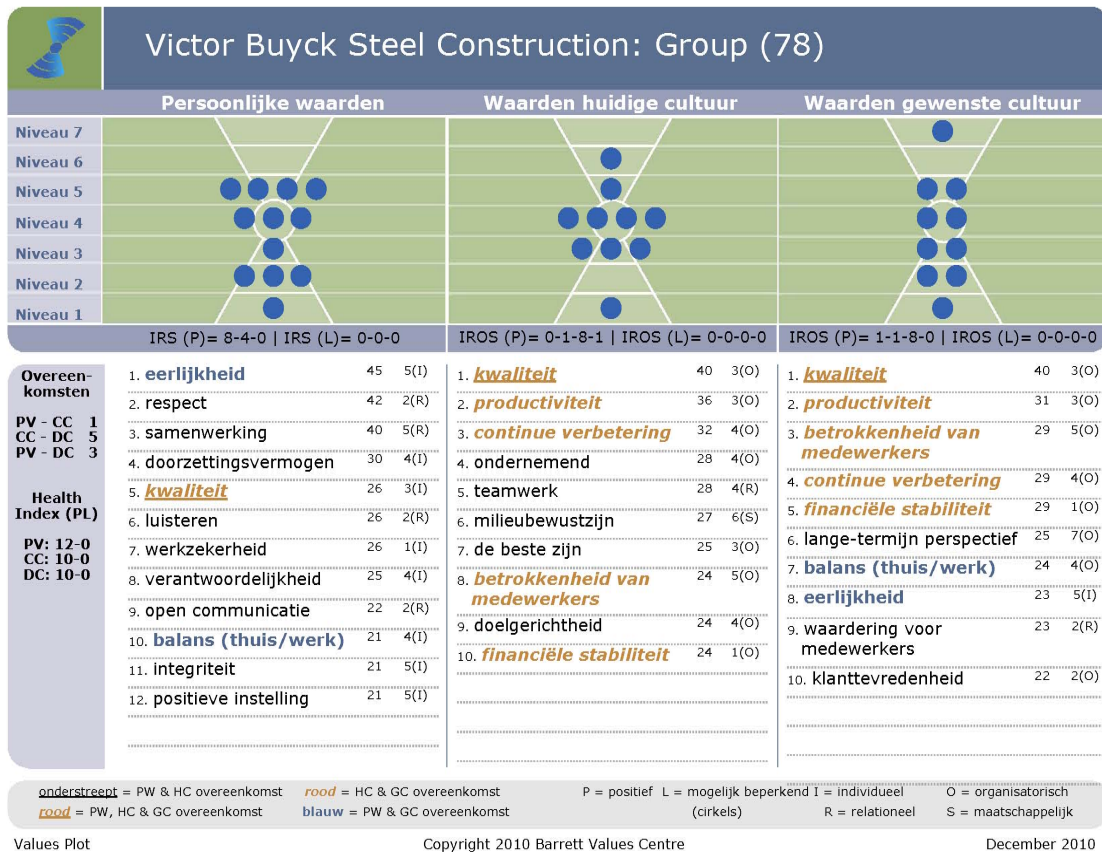 Victor Buyck Steel Construction: Group (78)
Persoonlijke waarden
Waarden huidige cultuur
Waarden gewenste cultuur
Niveau 7
Niveau 6
Niveau 5
Niveau 4
Niveau 3
Niveau 2
Niveau 1
IRS (P)= 8-4-0 | IRS (L)= 0-0-0
IROS (P)= 0-1-8-1 | IROS (L)= 0-0-0-0
IROS (P)= 1-1-8-0 | IROS (L)= 0-0-0-0
Overeen-
komsten
PV - CC 1
CC - DC 5
PV - DC 3
Health
Index (PL)
PV: 12-0
CC: 10-0
DC: 10-0
1. eerlijkheid 45 5(I)
2. respect 42 2(R)
3. samenwerking 40 5(R)
4. doorzettingsvermogen 30 4(I)
5. kwaliteit 26 3(I)
6. luisteren 26 2(R)
7. werkzekerheid 26 1(I)
8. verantwoordelijkheid 25 4(I)
9. open communicatie 22 2(R)
10. balans (thuis/werk) 21 4(I)
11. integriteit 21 5(I)
12. positieve instelling 21 5(I)
1. kwaliteit 40 3(O)
2. productiviteit 36 3(O)
3. continue verbetering 32 4(O)
4. ondernemend 28 4(O)
5. teamwerk 28 4(R)
6. milieubewustzijn 27 6(S)
7. de beste zijn 25 3(O)
8. betrokkenheid van 24 5(O)
medewerkers
9. doelgerichtheid 24 4(O)
10. financiële stabiliteit 24 1(O)
1. kwaliteit 40 3(O)
2. productiviteit 31 3(O)
3. betrokkenheid van 29 5(O)
medewerkers
4. continue verbetering 29 4(O)
5. financiële stabiliteit 29 1(O)
6. lange-termijn perspectief 25 7(O)
7. balans (thuis/werk) 24 4(O)
8. eerlijkheid 23 5(I)
9. waardering voor 23 2(R)
medewerkers
10. klanttevredenheid 22 2(O)
onderstreept = PW & HC overeenkomst rood = HC & GC overeenkomst P = positief L = mogelijk beperkend I = individueel O = organisatorisch
rood = PW, HC & GC overeenkomst blauw = PW & GC overeenkomst (cirkels) R = relationeel S = maatschappelijk
Values Plot Copyright 2010 Barrett Values Centre December 2010